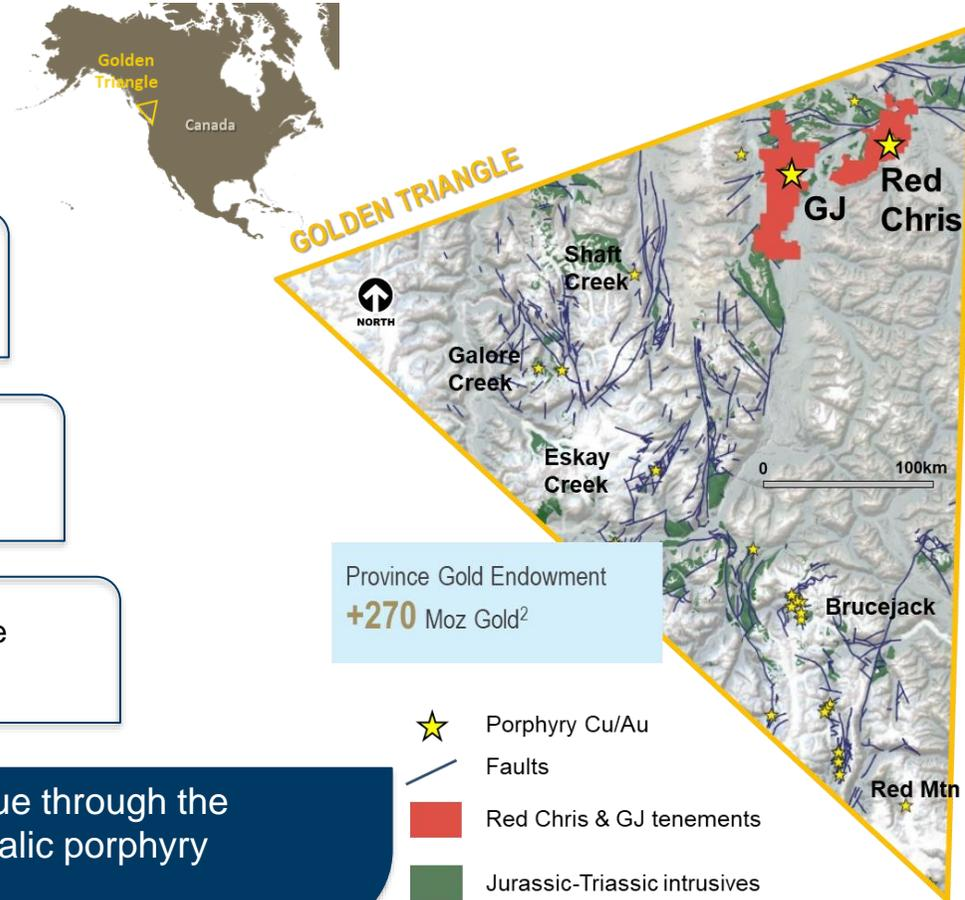 Golden
Triangle
Canada
GOLDEN TRIANGLE
NORTH
Red
Chris
GJ
Shaft
Creek
Galore
Creek
Eskay
Creek
0 100km
Province Gold Endowment
+270 Moz Gold2
Brucejack
Red Mtn
Porphyry Cu/Au
Faults
Red Chris & GJ tenements
Jurassic-Triassic intrusives
e
ue through the
alic porphyry